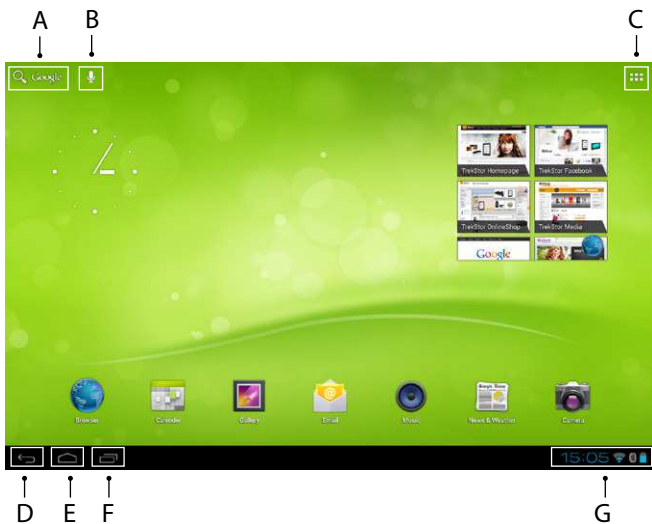 A B C
Google
TrekStor Homepage TrekStor Facebook
TrekStor OnlineShop TrekStor Media
Google
Browser Calendar Gallery Email Music News & Weather Camera
15:05
D E F G